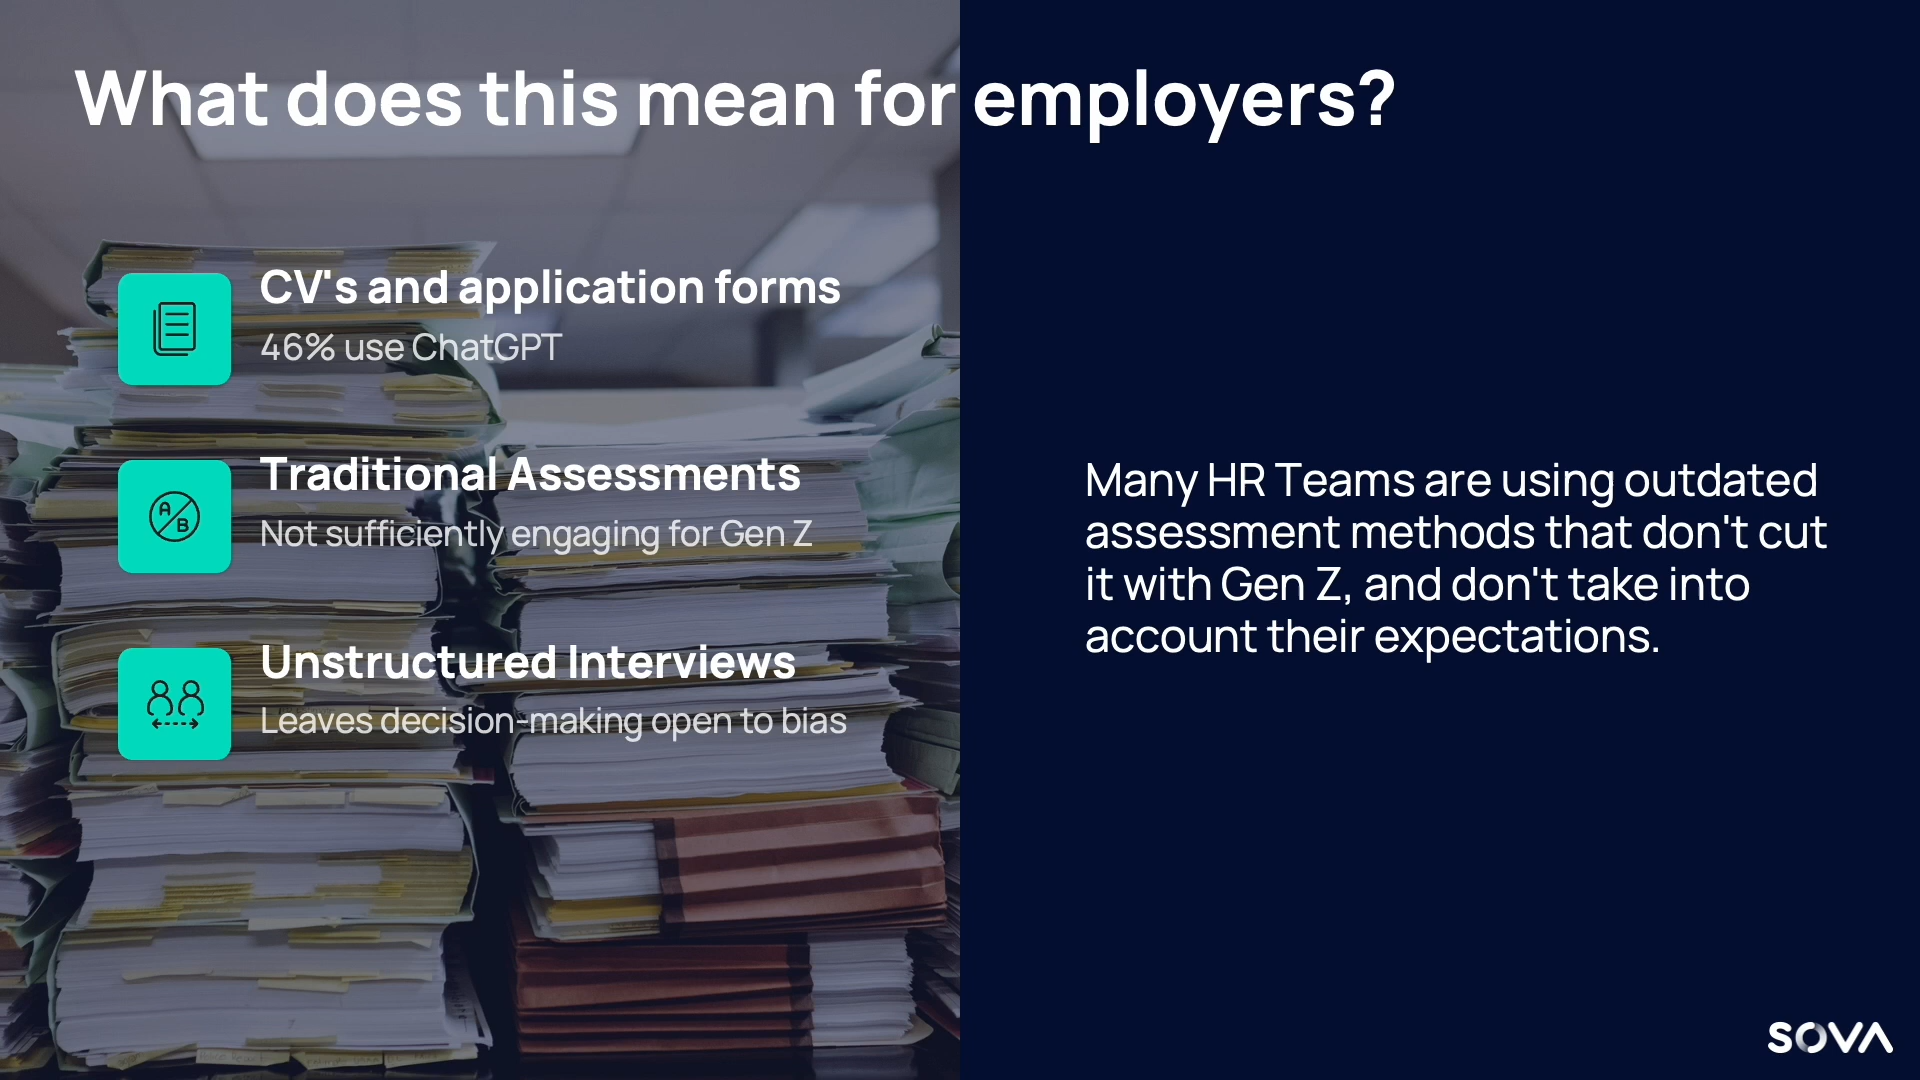 What does this mean for employers?
CV's and application forms
46% use ChatGPT
A
B
Traditional Assessments
Not sufficiently engaging for Gen Z
Unstructured Interviews
Leaves decision-making open to bias
Many HR Teams are using outdated
assessment methods that don't cut
it with Gen Z, and don't take into
account their expectations.
SOVA